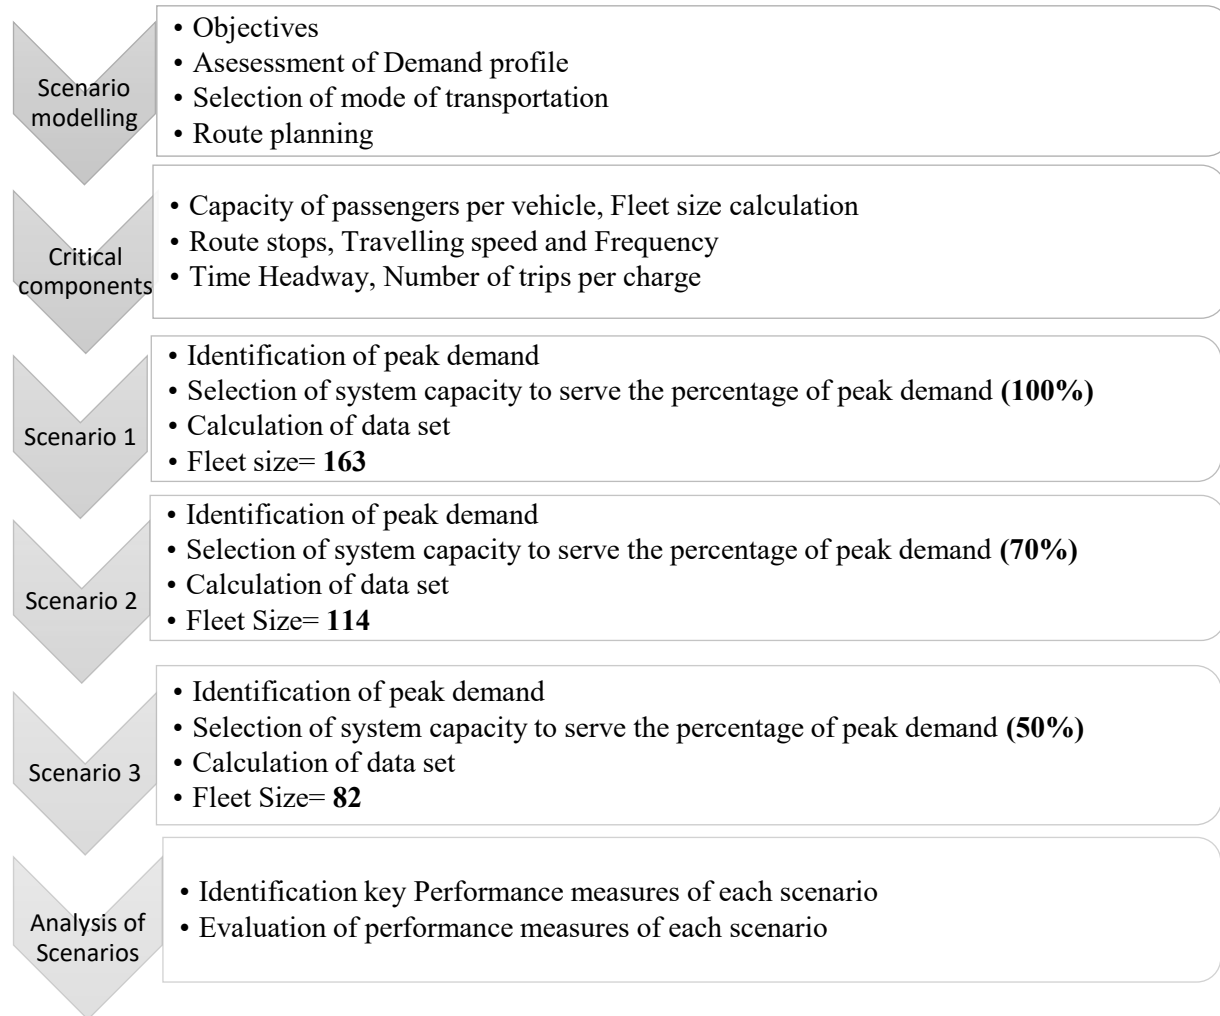 Scenario
modelling
• Objectives
• Asesessment of Demand profile
• Selection of mode of transportation
• Route planning
Critical
components
• Capacity of passengers per vehicle, Fleet size calculation
• Route stops, Travelling speed and Frequency
• Time Headway, Number of trips per charge
Scenario 1
• Identification of peak demand
• Selection of system capacity to serve the percentage of peak demand (100%)
• Calculation of data set
• Fleet size= 163
Scenario 2
• Identification of peak demand
• Selection of system capacity to serve the percentage of peak demand (70%)
• Calculation of data set
• Fleet Size= 114
Scenario 3
• Identification of peak demand
• Selection of system capacity to serve the percentage of peak demand (50%)
• Calculation of data set
• Fleet Size= 82
Analysis of
Scenarios
• Identification key Performance measures of each scenario
• Evaluation of performance measures of each scenario